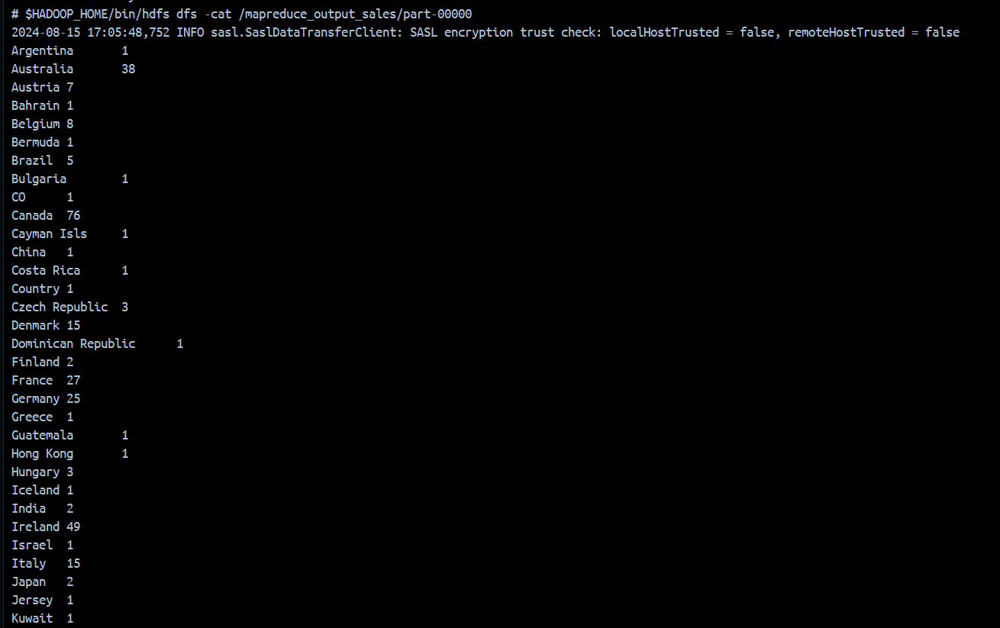 # $HADOOP_HOME/bin/hdfs dfs -cat /mapreduce_output_sales/part-00000
2024-08-15 17:05:48,752 INFO sasl.SaslDataTransferClient: SASL encryption trust check: localHostTrusted = false, remoteHostTrusted = false
Argentina	1
Australia	38
Austria	7
Bahrain	1
Belgium	8
Bermuda	1
Brazil	5
Bulgaria	1
CO	1
Canada	76
Cayman Isls	1
China	1
Costa Rica	1
Country	1
Czech Republic	3
Denmark	15
Dominican Republic	1
Finland	2
France	27
Germany	25
Greece	1
Guatemala	1
Hong Kong	1
Hungary	3
Iceland	1
India	2
Ireland	49
Israel	1
Italy	15
Japan	2
Jersey	1
Kuwait	1